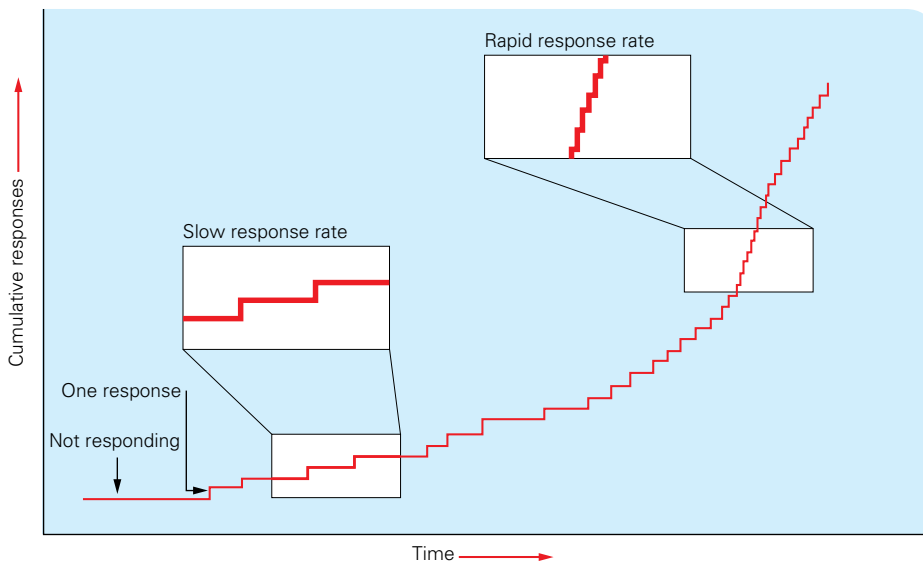 Rapid response rate
Cumulative responses
Slow response rate
One response
Not responding
Time